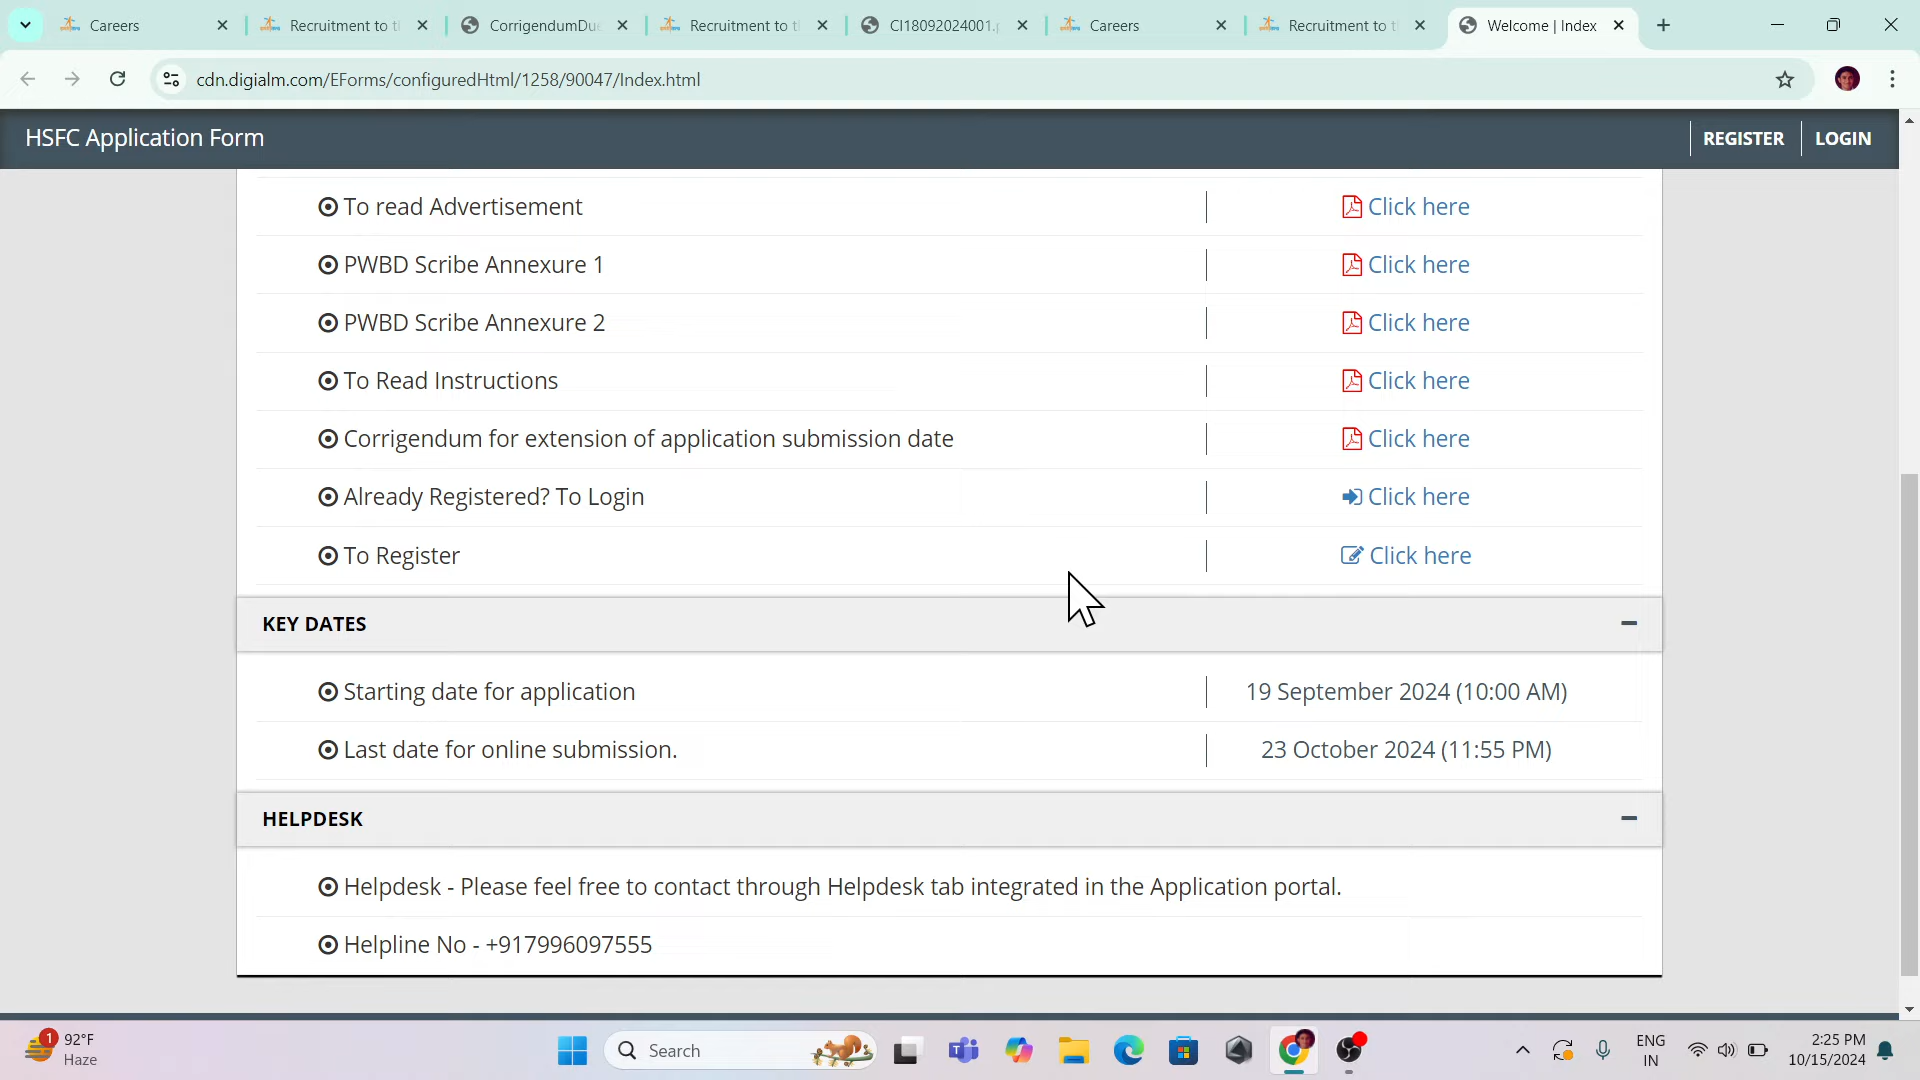 Careers
Recruitment to t
CorrigendumDue
Recruitment to t
CI18092024001.p
Careers
Recruitment to t
Welcome | Index
cdn.digialm.com/EForms/configuredHtml/1258/90047/Index.html
HSFC Application Form
REGISTER
LOGIN
To read Advertisement
Click here
PWBD Scribe Annexure 1
Click here
PWBD Scribe Annexure 2
Click here
To Read Instructions
Click here
Corrigendum for extension of application submission date
Click here
Already Registered? To Login
Click here
To Register
Click here
KEY DATES
Starting date for application
19 September 2024 (10:00 AM)
Last date for online submission.
23 October 2024 (11:55 PM)
HELPDESK
Helpdesk - Please feel free to contact through Helpdesk tab integrated in the Application portal.
Helpline No - +917996097555
1
92°F
Haze
Search
ENG
IN
2:25 PM
10/15/2024